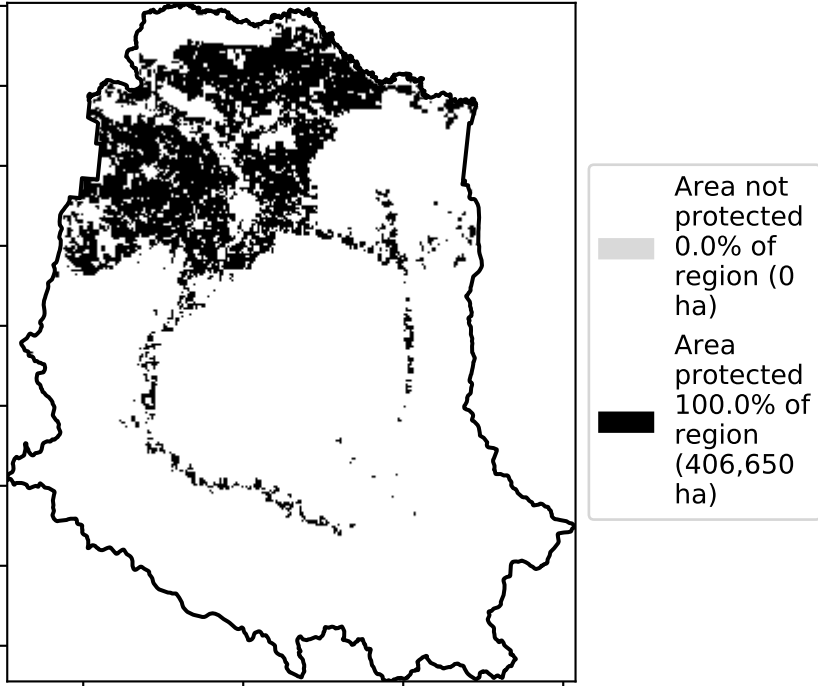 Area not
protected
0.0% of
region (0
ha)
Area
protected
100.0% of
region
(406,650
ha)